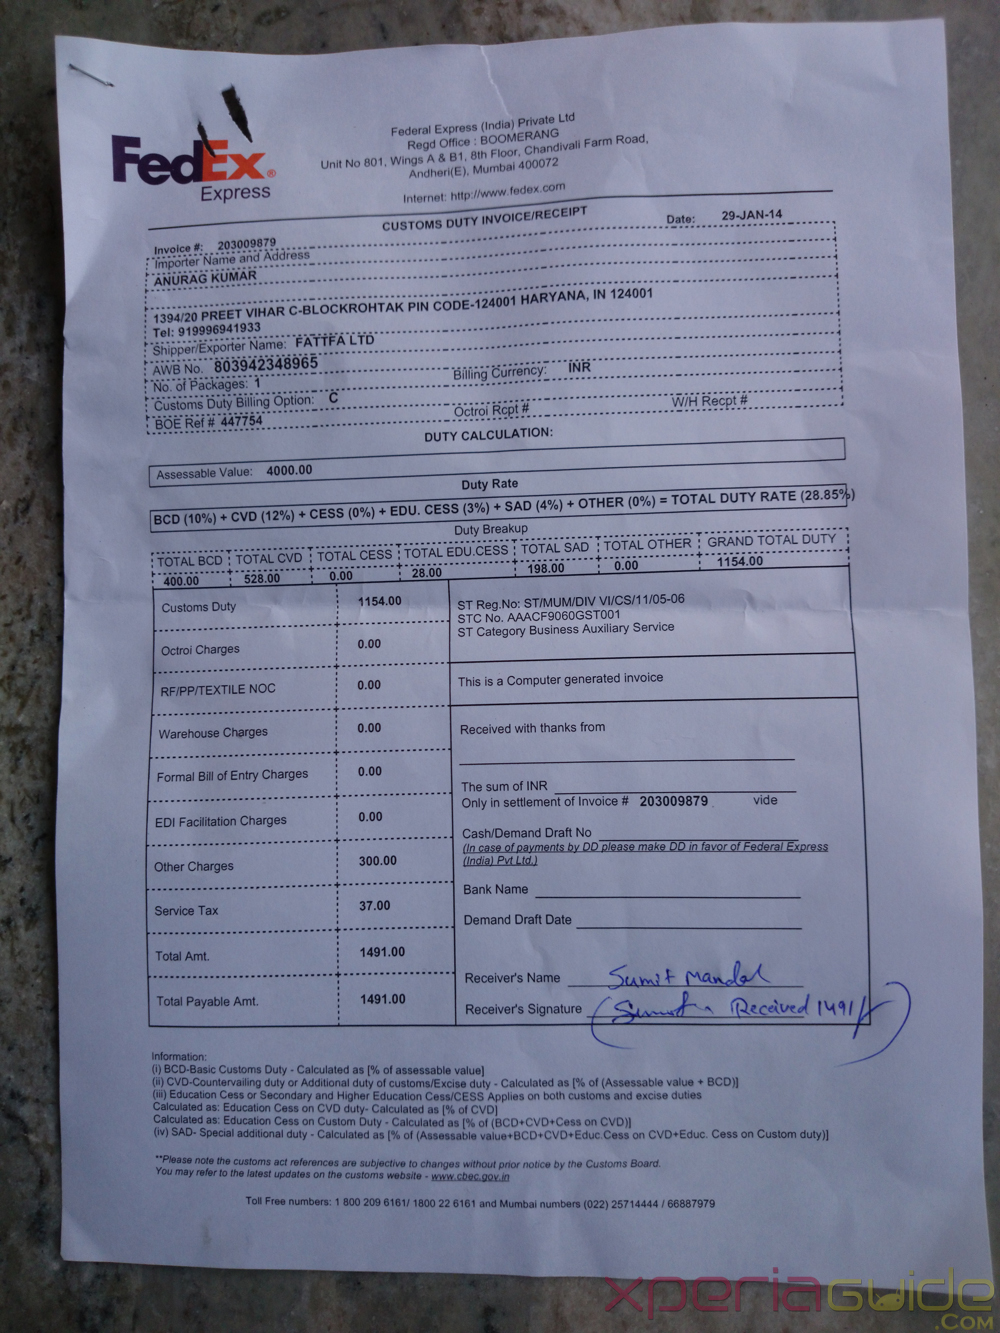 FedEx®
Express
Federal Express (India) Private Ltd
Regd Office : BOOMERANG
Unit No 801, Wings A & B1, 8th Floor, Chandivali Farm Road,
Andheri(E), Mumbai 400072
Internet: http://www.fedex.com
CUSTOMS DUTY INVOICE/RECEIPT
Invoice #: 203009879 Date: 29-JAN-14
Importer Name and Address
ANURAG KUMAR
1394/20 PREET VIHAR C-BLOCKROHTAK PIN CODE-124001 HARYANA, IN 124001
Tel: 919996941933
Shipper/Exporter Name: FATTFA LTD
AWB No. 803942348965
No. of Packages: 1 Billing Currency: INR
Customs Duty Billing Option: C
BOE Ref # 447754 Octroi Rcpt # W/H Recpt #
DUTY CALCULATION:
Assessable Value: 4000.00
Duty Rate
BCD (10%) + CVD (12%) + CESS (0%) + EDU. CESS (3%) + SAD (4%) + OTHER (0%) = TOTAL DUTY RATE (28.85%)
Duty Breakup
TOTAL BCD TOTAL CVD TOTAL CESS TOTAL EDU.CESS TOTAL SAD TOTAL OTHER GRAND TOTAL DUTY
400.00 528.00 0.00 28.00 198.00 0.00 1154.00
Customs Duty 1154.00
Octroi Charges 0.00
RF/PP/TEXTILE NOC 0.00
Warehouse Charges 0.00
Formal Bill of Entry Charges 0.00
EDI Facilitation Charges 0.00
Other Charges 300.00
Service Tax 37.00
Total Amt. 1491.00
Total Payable Amt. 1491.00
ST Reg.No: ST/MUM/DIV VI/CS/11/05-06
STC No. AAACF9060GST001
ST Category Business Auxiliary Service
This is a Computer generated invoice
Received with thanks from
The sum of INR
Only in settlement of Invoice # 203009879 vide
Cash/Demand Draft No
(In case of payments by DD please make DD in favor of Federal Express
(India) Pvt Ltd.)
Bank Name
Demand Draft Date
Receiver's Name Sumit Mandal
Receiver's Signature Received 1491/
Information:
(i) BCD-Basic Customs Duty - Calculated as [% of assessable value]
(ii) CVD-Countervailing duty or Additional duty of customs/Excise duty - Calculated as [% of (Assessable value + BCD)]
(iii) Education Cess or Secondary and Higher Education Cess/CESS Applies on both customs and excise duties
Calculated as: Education Cess on CVD duty- Calculated as [% of CVD]
Calculated as: Education Cess on Custom Duty - Calculated as [% of (BCD+CVD+Cess on CVD)]
(iv) SAD- Special additional duty - Calculated as [% of (Assessable value+BCD+CVD+Educ.Cess on CVD+Educ. Cess on Custom duty)]
**Please note the customs act references are subjective to changes without prior notice by the Customs Board.
You may refer to the latest updates on the customs website - www.cbec.gov.in
Toll Free numbers: 1 800 209 6161/ 1800 22 6161 and Mumbai numbers (022) 25714444 / 66887979
xperiaguide
.COM